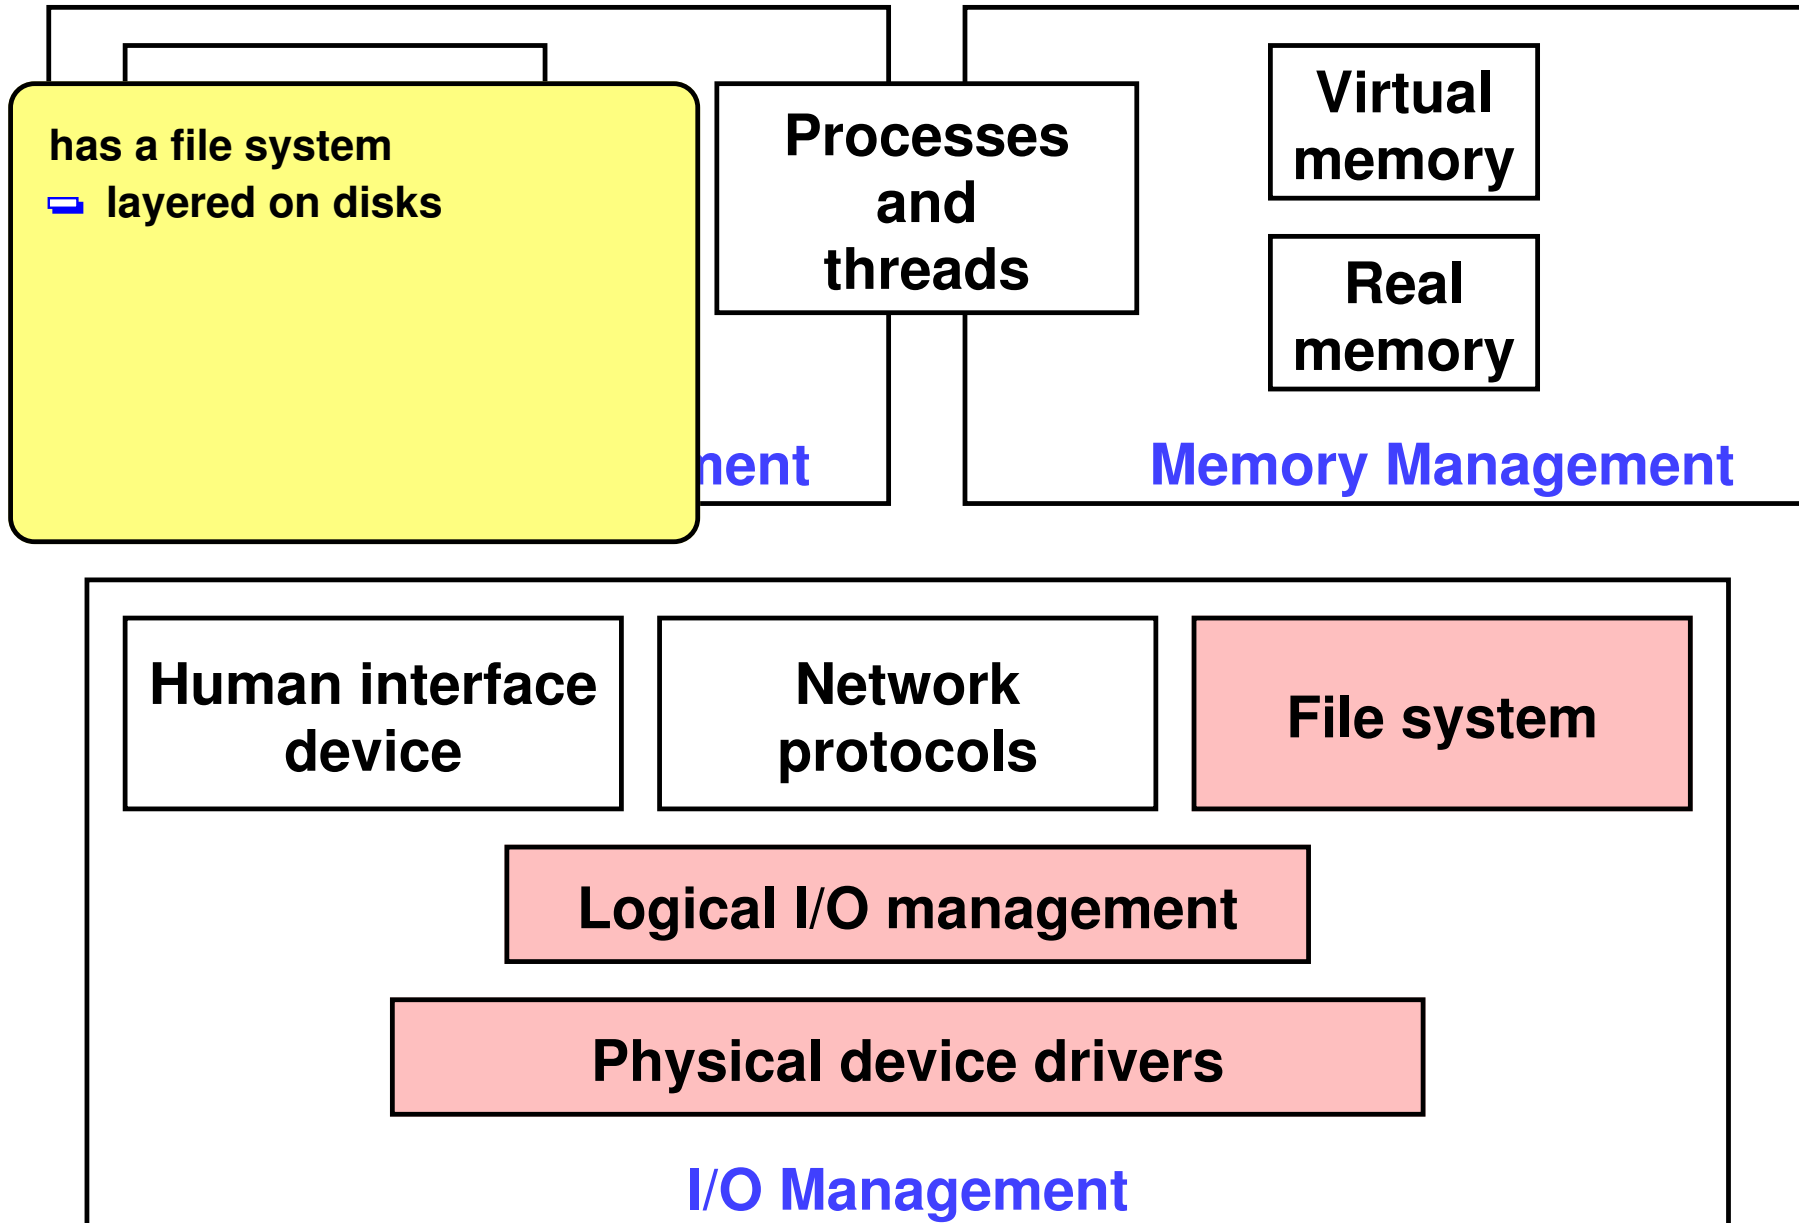 has a file system
layered on disks
Processes
and
threads
Virtual
memory
Real
memory
Memory Management
Human interface
device
Network
protocols
File system
Logical I/O management
Physical device drivers
I/O Management